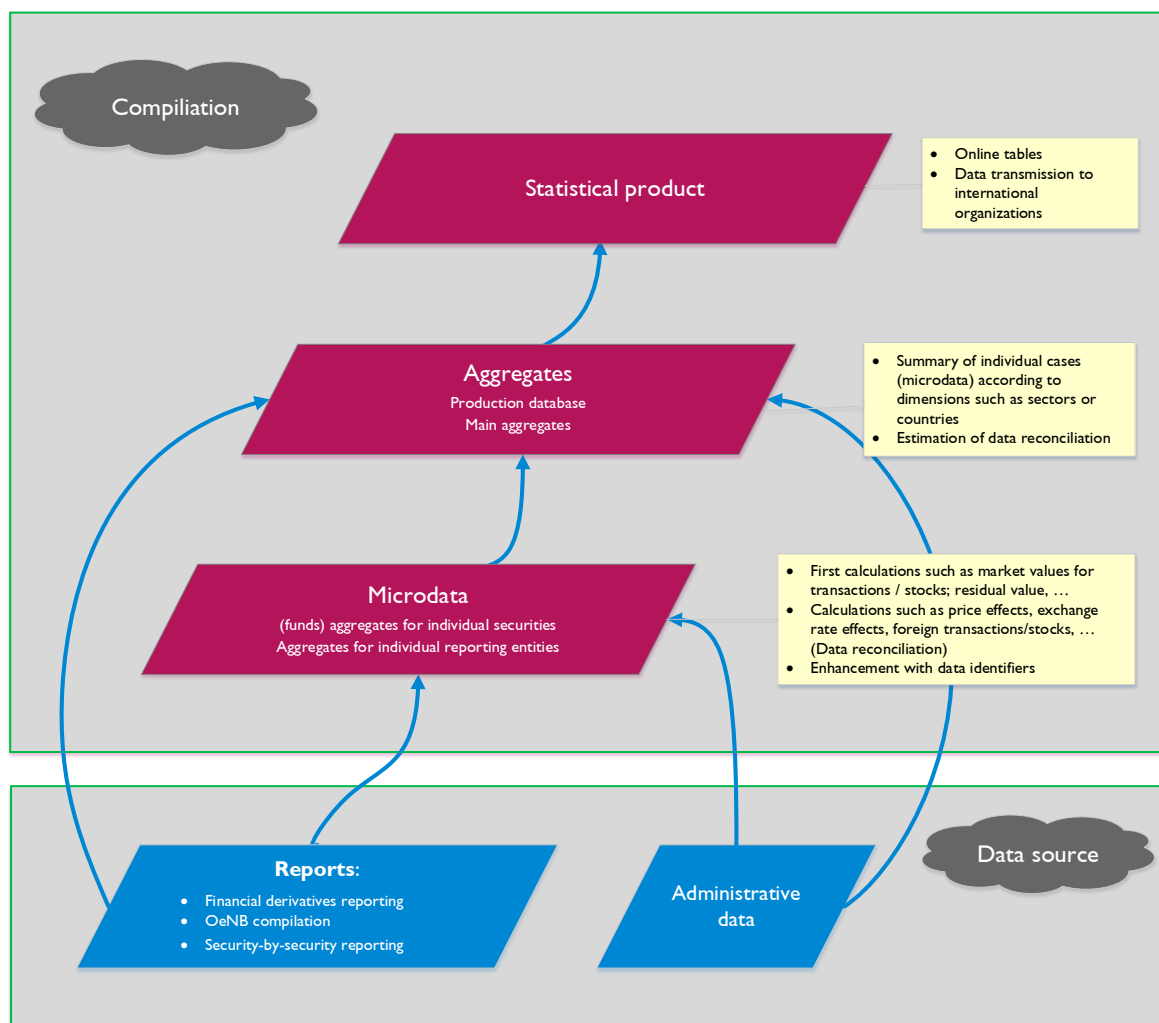 Compiliation
Statistical product
• Online tables
• Data transmission to
international
organizations
Aggregates
Production database
Main aggregates
• Summary of individual cases
(microdata) according to
dimensions such as sectors or
countries
• Estimation of data reconciliation
Microdata
(funds) aggregates for individual securities
Aggregates for individual reporting entities
• First calculations such as market values for
transactions / stocks; residual value, …
• Calculations such as price effects, exchange
rate effects, foreign transactions/stocks, …
(Data reconciliation)
• Enhancement with data identifiers
Data source
Reports:
• Financial derivatives reporting
• OeNB compilation
• Security-by-security reporting
Administrative
data